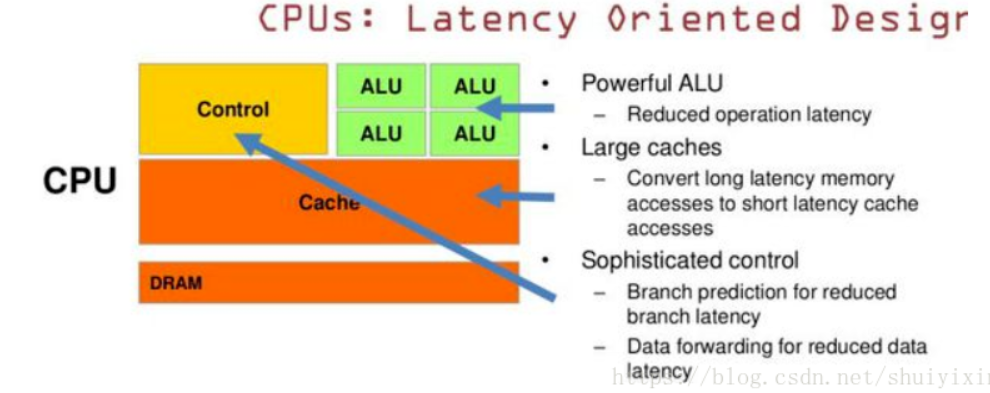 CPUs: Latency Oriented Design
CPU
Control
ALU ALU
ALU ALU
Cache
DRAM
• Powerful ALU
– Reduced operation latency
• Large caches
– Convert long latency memory
accesses to short latency cache
accesses
• Sophisticated control
– Branch prediction for reduced
branch latency
– Data forwarding for reduced data
latency
https://blog.csdn.net/shuiyixin